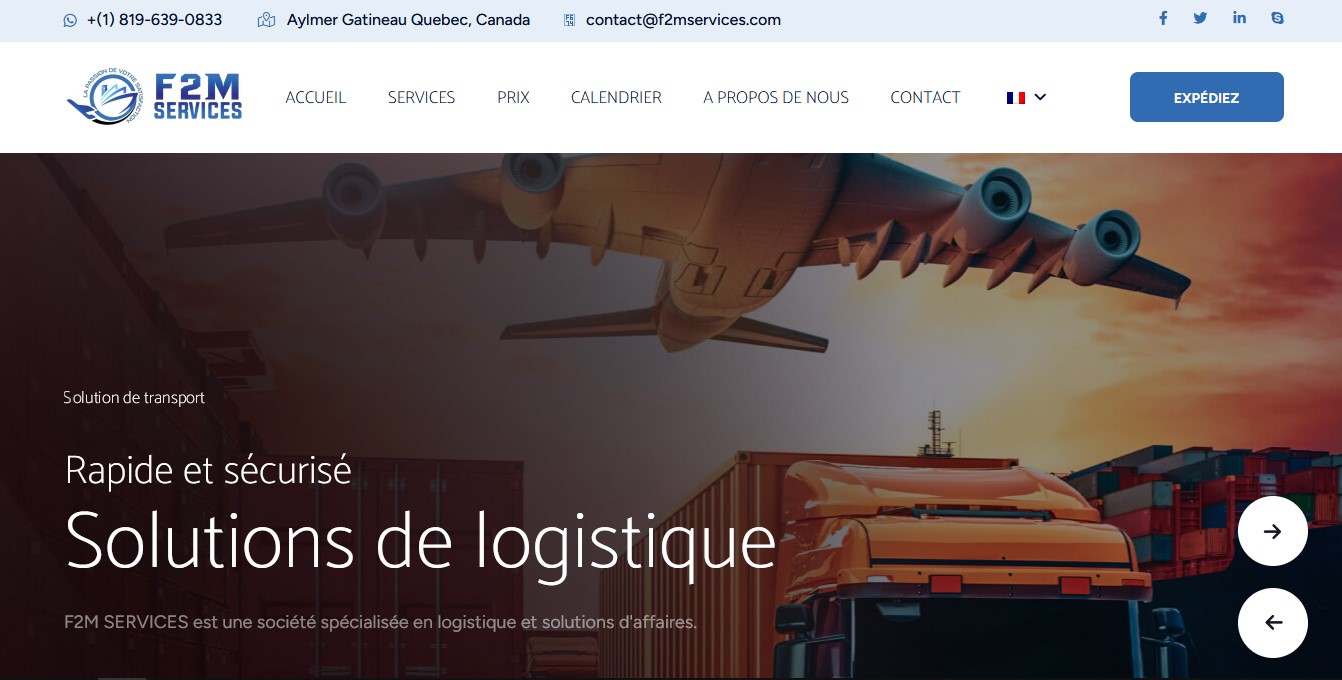 +(1) 819-639-0833 Aylmer Gatineau Quebec, Canada contact@f2mservices.com
LA PASSION DE VOTRE SATISFACTION
F2M
SERVICES
ACCUEIL SERVICES PRIX CALENDRIER A PROPOS DE NOUS CONTACT EXPÉDIEZ
Solution de transport
Rapide et sécurisé
Solutions de logistique
F2M SERVICES est une société spécialisée en logistique et solutions d'affaires.